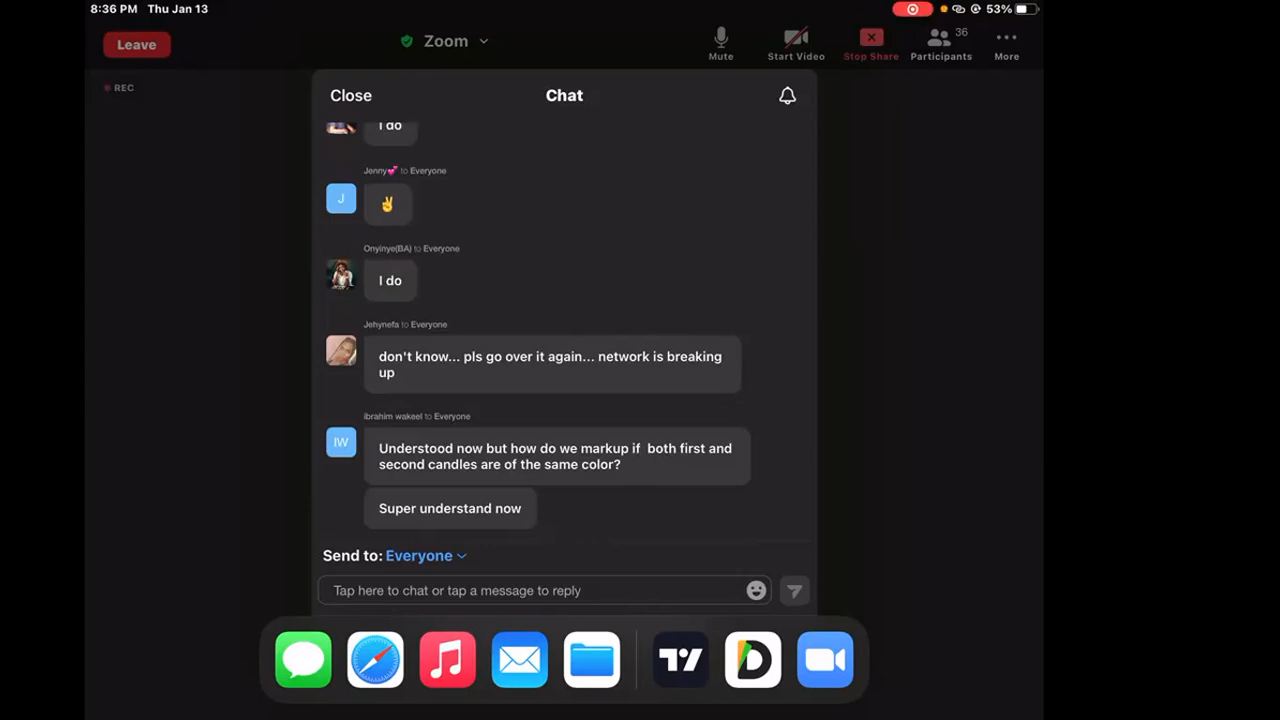 8:36 PM Thu Jan 13
53%
Leave
Zoom
Mute
Start Video
Stop Share
36
Participants
More
REC
Close
Chat
I do
Jenny💕 to Everyone
J
✌️
Onyinye(BA) to Everyone
I do
Jehynefa to Everyone
don't know... pls go over it again... network is breaking
up
ibrahim wakeel to Everyone
IW
Understood now but how do we markup if both first and
second candles are of the same color?
Super understand now
Send to: Everyone
Tap here to chat or tap a message to reply